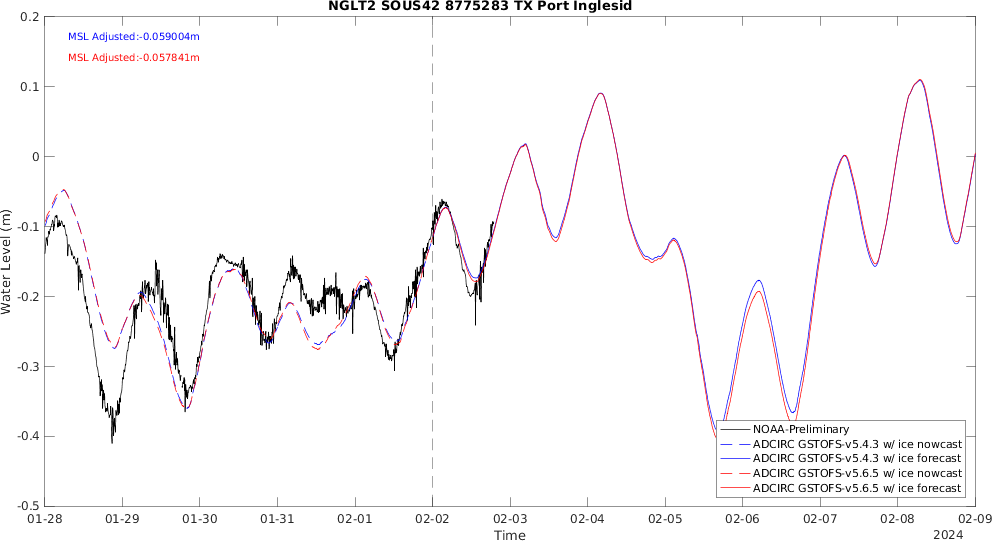 NGLT2 SOUS42 8775283 TX Port Inglesid
MSL Adjusted:-0.059004m
MSL Adjusted:-0.057841m
Water Level (m)
0.2
0.1
0
-0.1
-0.2
-0.3
-0.4
-0.5
NOAA-Preliminary
ADCIRC GSTOFS-v5.4.3 w/ ice nowcast
ADCIRC GSTOFS-v5.4.3 w/ ice forecast
ADCIRC GSTOFS-v5.6.5 w/ ice nowcast
ADCIRC GSTOFS-v5.6.5 w/ ice forecast
01-28 01-29 01-30 01-31 02-01 02-02 02-03 02-04 02-05 02-06 02-07 02-08 02-09
Time
2024